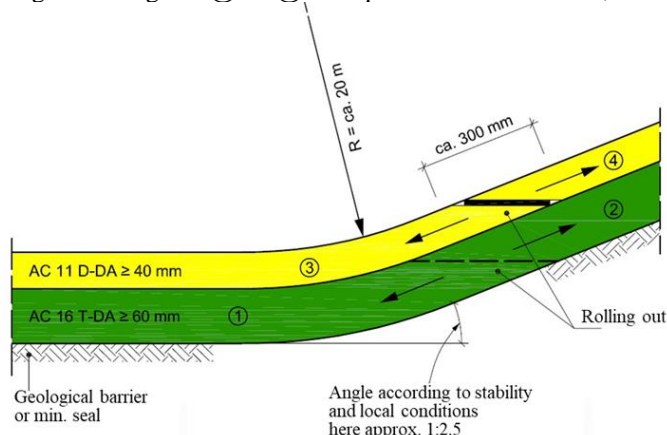 R = ca. 20 m
ca. 300 mm
④
②
AC 11 D-DA ≥ 40 mm
③
AC 16 T-DA ≥ 60 mm
①
Rolling out
Geological barrier
or min. seal
Angle according to stability
and local conditions
here approx. 1:2.5